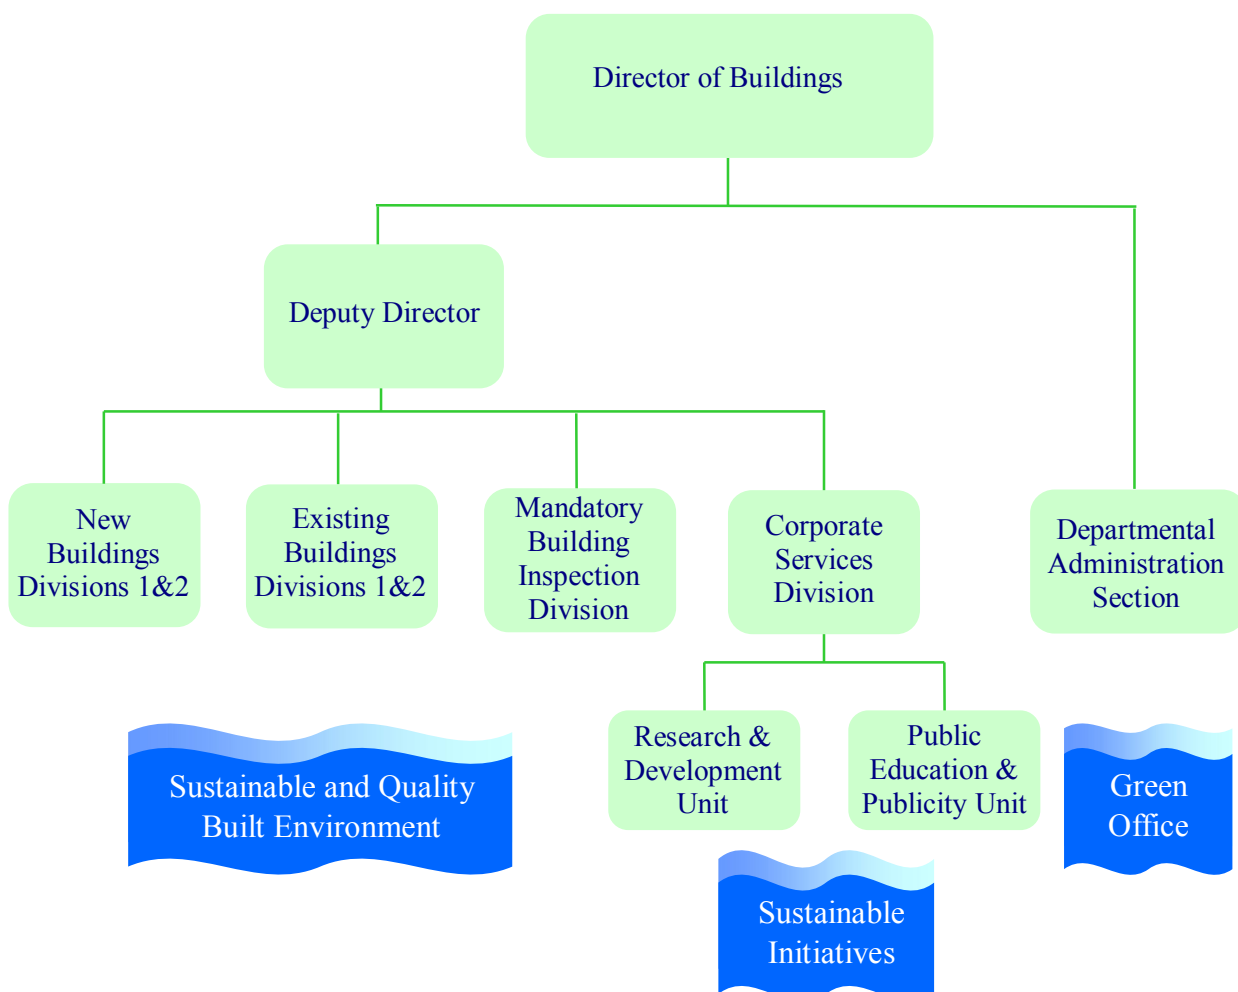 Director of Buildings
Deputy Director
New
Buildings
Divisions 1&2
Existing
Buildings
Divisions 1&2
Mandatory
Building
Inspection
Division
Corporate
Services
Division
Departmental
Administration
Section
Research &
Development
Unit
Public
Education &
Publicity Unit
Sustainable and Quality
Built Environment
Green
Office
Sustainable
Initiatives